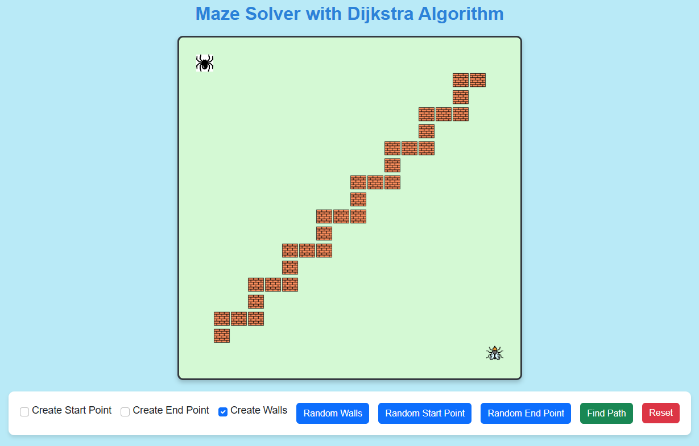 Maze Solver with Dijkstra Algorithm
Create Start Point Create End Point Create Walls Random Walls Random Start Point Random End Point Find Path Reset